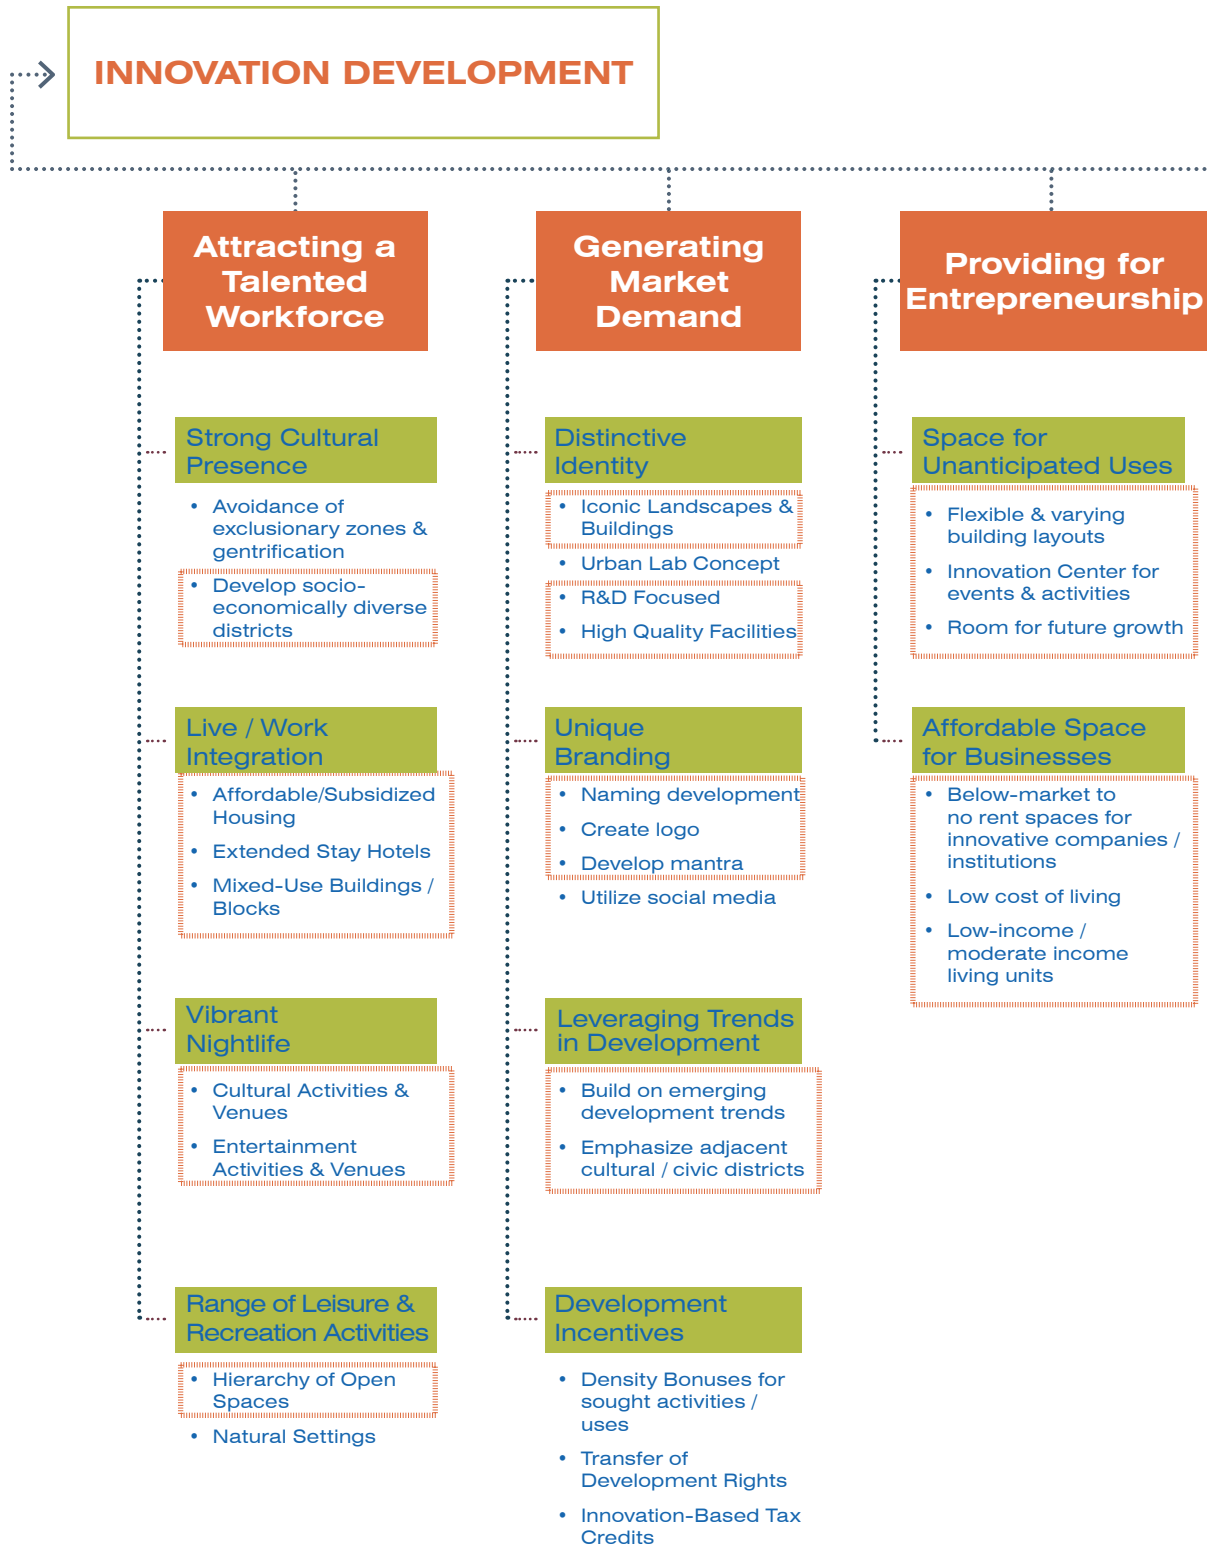 INNOVATION DEVELOPMENT
Attracting a
Talented
Workforce
Strong Cultural
Presence
• Avoidance of
exclusionary zones &
gentrification
• Develop socio-
economically diverse
districts
Live / Work
Integration
• Affordable/Subsidized
Housing
• Extended Stay Hotels
• Mixed-Use Buildings /
Blocks
Vibrant
Nightlife
• Cultural Activities &
Venues
• Entertainment
Activities & Venues
Range of Leisure &
Recreation Activities
• Hierarchy of Open
Spaces
• Natural Settings
Generating
Market
Demand
Distinctive
Identity
• Iconic Landscapes &
Buildings
• Urban Lab Concept
• R&D Focused
• High Quality Facilities
Unique
Branding
• Naming development
• Create logo
• Develop mantra
• Utilize social media
Leveraging Trends
in Development
• Build on emerging
development trends
• Emphasize adjacent
cultural / civic districts
Development
Incentives
• Density Bonuses for
sought activities /
uses
• Transfer of
Development Rights
• Innovation-Based Tax
Credits
Providing for
Entrepreneurship
Space for
Unanticipated Uses
• Flexible & varying
building layouts
• Innovation Center for
events & activities
• Room for future growth
Affordable Space
for Businesses
• Below-market to
no rent spaces for
innovative companies /
institutions
• Low cost of living
• Low-income /
moderate income
living units